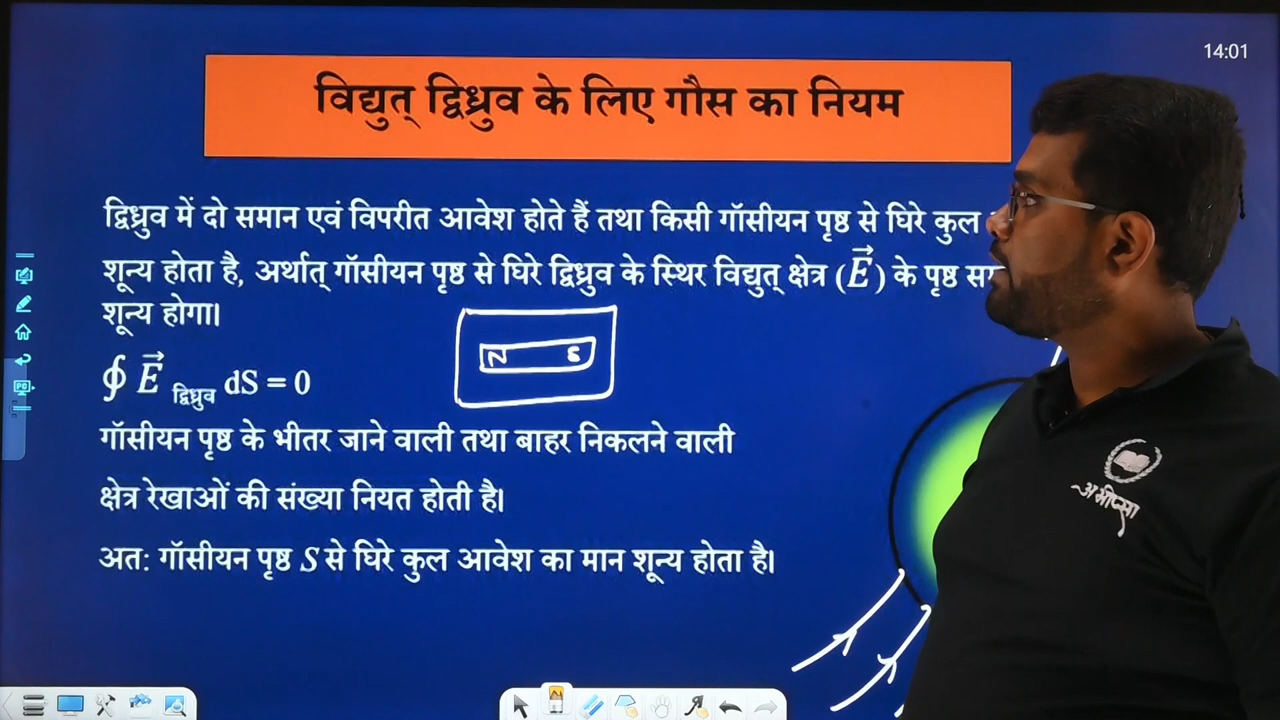 14:01
विद्युत् द्विध्रुव के लिए गौस का नियम
द्विध्रुव में दो समान एवं विपरीत आवेश होते हैं तथा किसी गॉसीयन पृष्ठ से घिरे कुल
शून्य होता है, अर्थात् गॉसीयन पृष्ठ से घिरे द्विध्रुव के स्थिर विद्युत् क्षेत्र (E⃗) के पृष्ठ
शून्य होगा।
N S
∮ E⃗ द्विध्रुव dS = 0
गॉसीयन पृष्ठ के भीतर जाने वाली तथा बाहर निकलने वाली
क्षेत्र रेखाओं की संख्या नियत होती है।
अत: गॉसीयन पृष्ठ S से घिरे कुल आवेश का मान शून्य होता है।
अभीप्सा